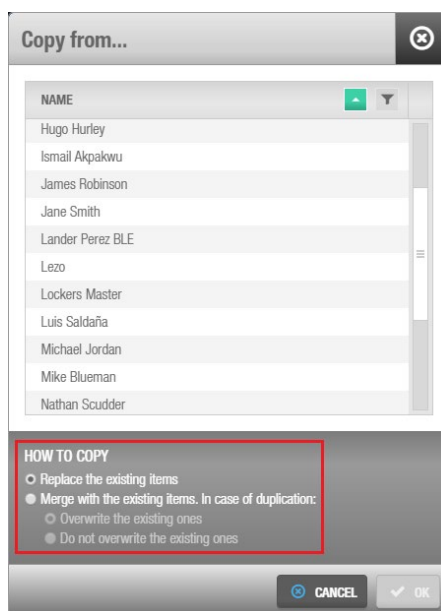 Copy from...
NAME
Hugo Hurley
Ismail Akpakwu
James Robinson
Jane Smith
Lander Perez BLE
Lezo
Lockers Master
Luis Saldaña
Michael Jordan
Mike Blueman
Nathan Scudder
HOW TO COPY
Replace the existing items
Merge with the existing items. In case of duplication:
Overwrite the existing ones
Do not overwrite the existing ones
CANCEL OK